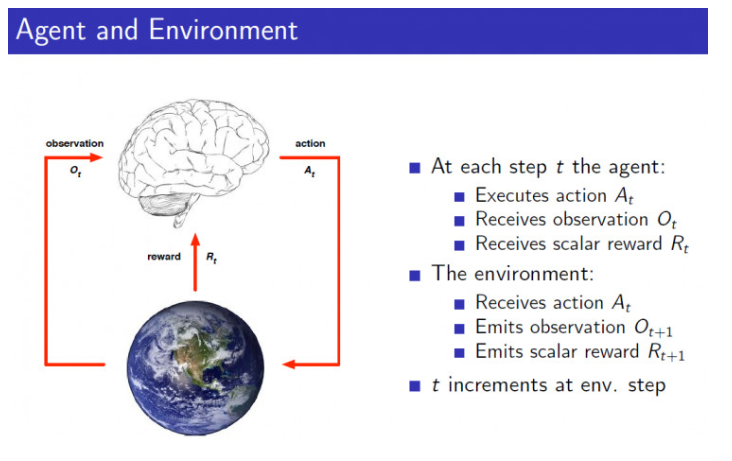 Agent and Environment
observation
O_t
action
A_t
reward R_t
At each step t the agent:
Executes action A_t
Receives observation O_t
Receives scalar reward R_t
The environment:
Receives action A_t
Emits observation O_{t+1}
Emits scalar reward R_{t+1}
t increments at env. step